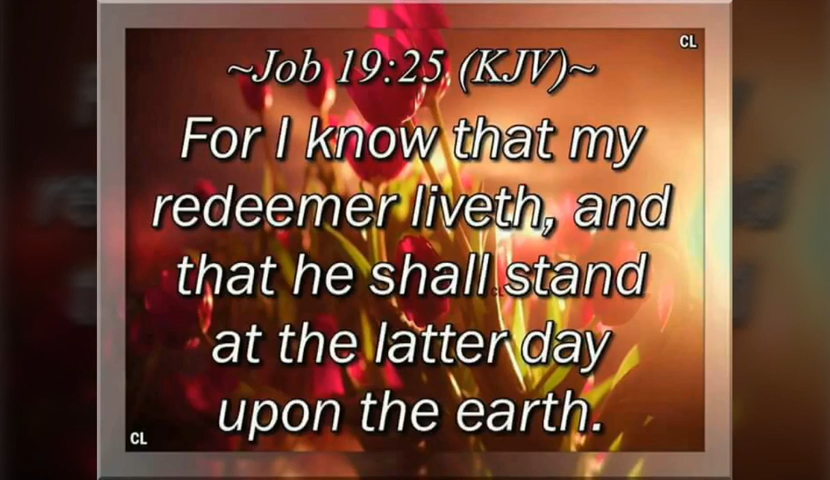 CL
~Job 19:25 (KJV)~
For I know that my
redeemer liveth, and
that he shall stand
at the latter day
upon the earth.
CL